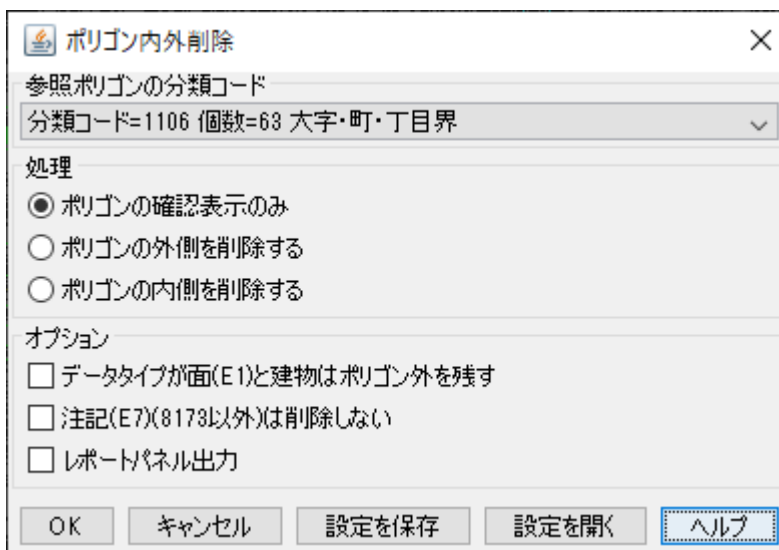 ポリゴン内外削除
参照ポリゴンの分類コード
分類コード=1106 個数=63 大字・町・丁目界
処理
ポリゴンの確認表示のみ
ポリゴンの外側を削除する
ポリゴンの内側を削除する
オプション
データタイプが面(E1)と建物はポリゴン外を残す
注記(E7)(8173以外)は削除しない
レポートパネル出力
OK キャンセル 設定を保存 設定を開く ヘルプ